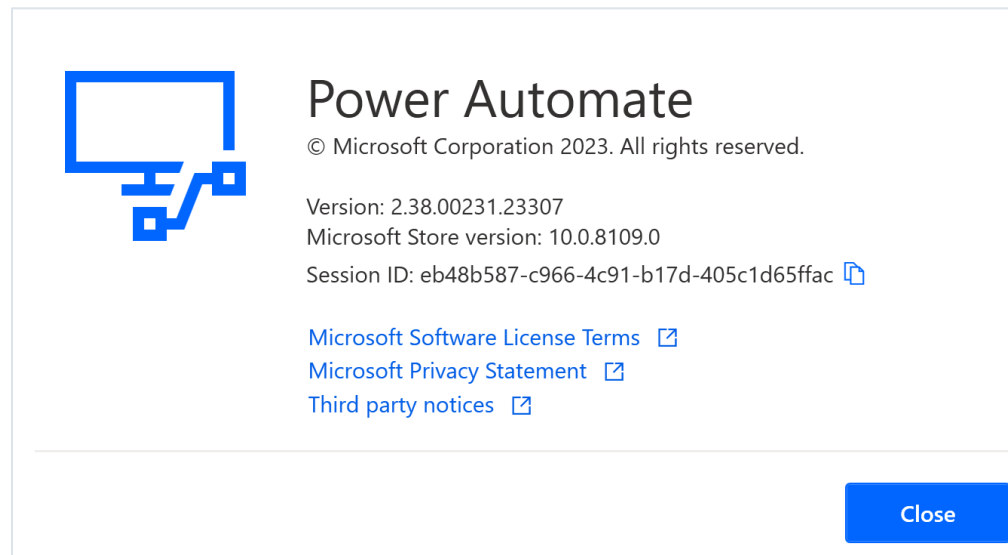 Power Automate
© Microsoft Corporation 2023. All rights reserved.
Version: 2.38.00231.23307
Microsoft Store version: 10.0.8109.0
Session ID: eb48b587-c966-4c91-b17d-405c1d65ffac
Microsoft Software License Terms
Microsoft Privacy Statement
Third party notices
Close